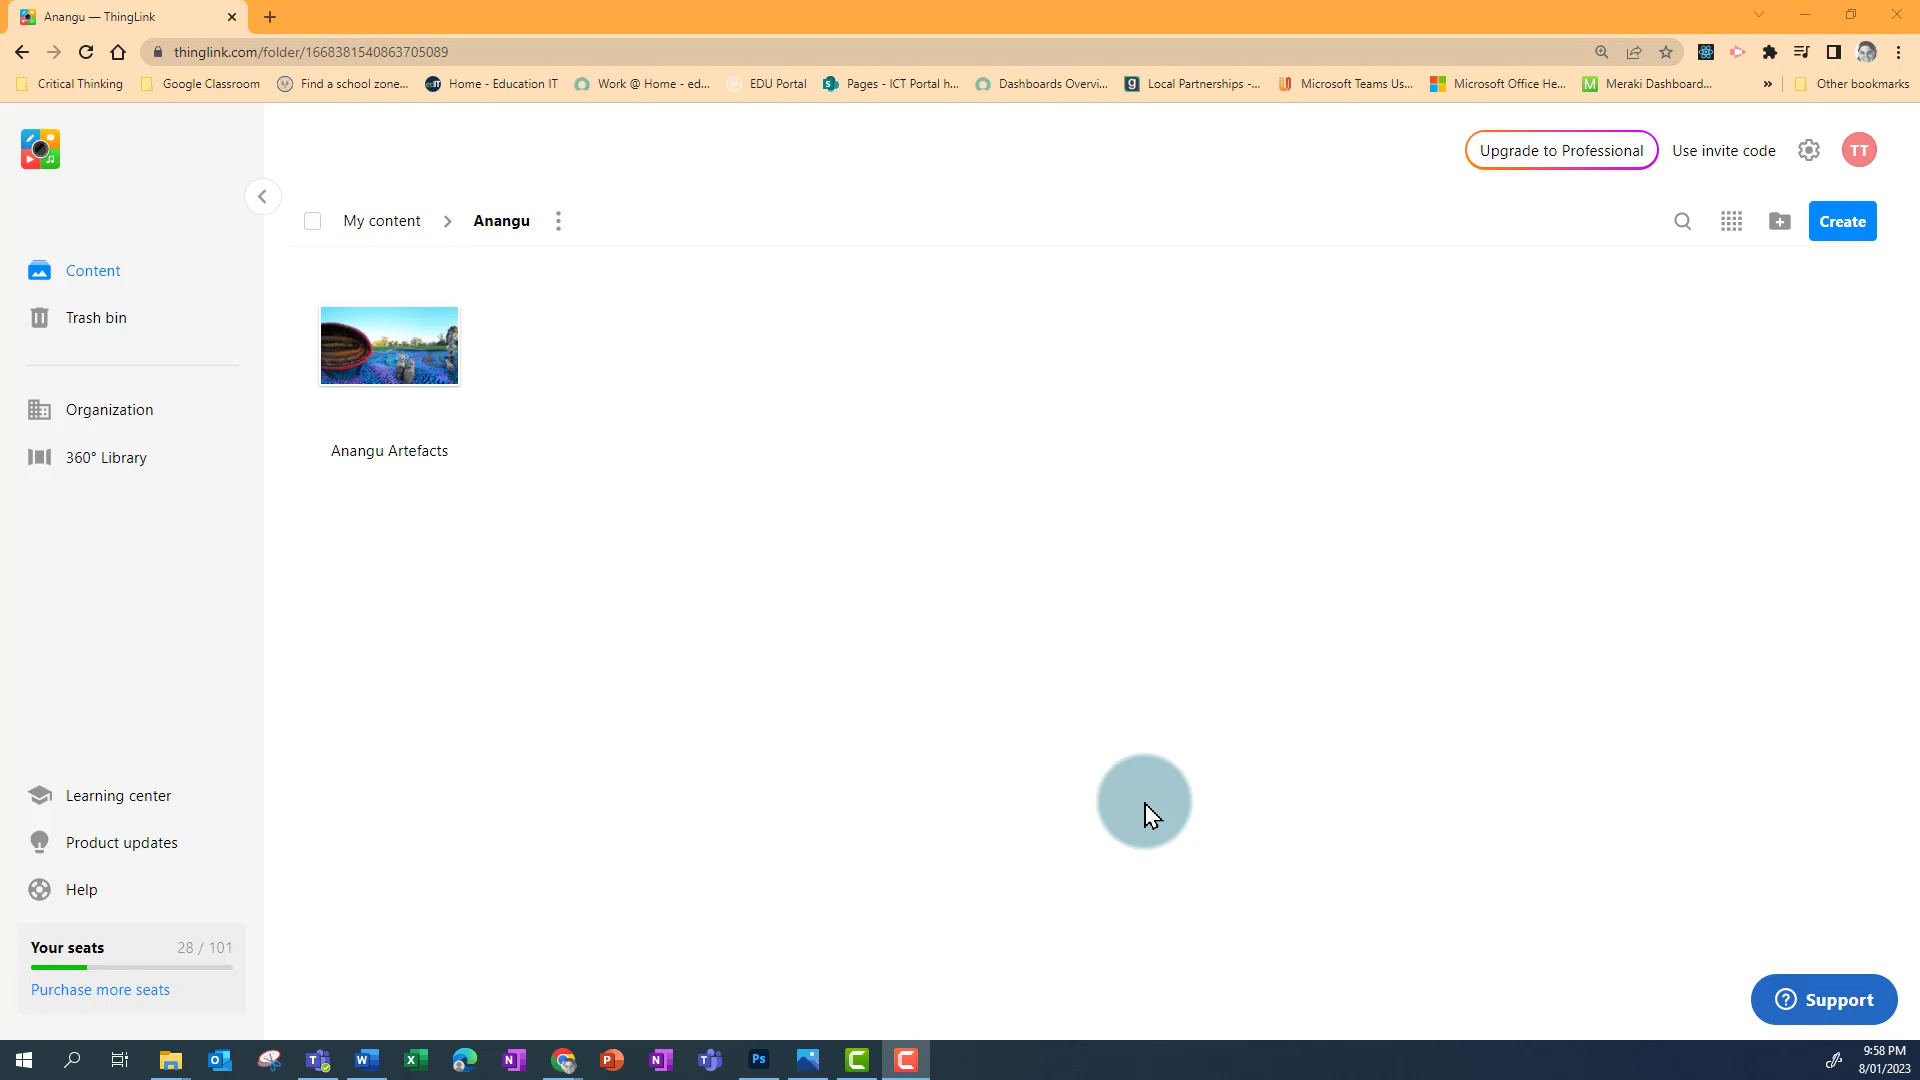 Anangu — ThingLink
thinglink.com/folder/1668381540863705089
Critical Thinking
Google Classroom
Find a school zone...
Home - Education IT
Work @ Home - ed...
EDU Portal
Pages - ICT Portal h...
Dashboards Overvi...
Local Partnerships -...
Microsoft Teams Us...
Microsoft Office He...
Meraki Dashboard...
»
Other bookmarks
Upgrade to Professional
Use invite code
TT
My content
Anangu
Create
Content
Trash bin
Organization
360° Library
Anangu Artefacts
Learning center
Product updates
Help
Your seats 28 / 101
Purchase more seats
Support
9:58 PM
8/01/2023